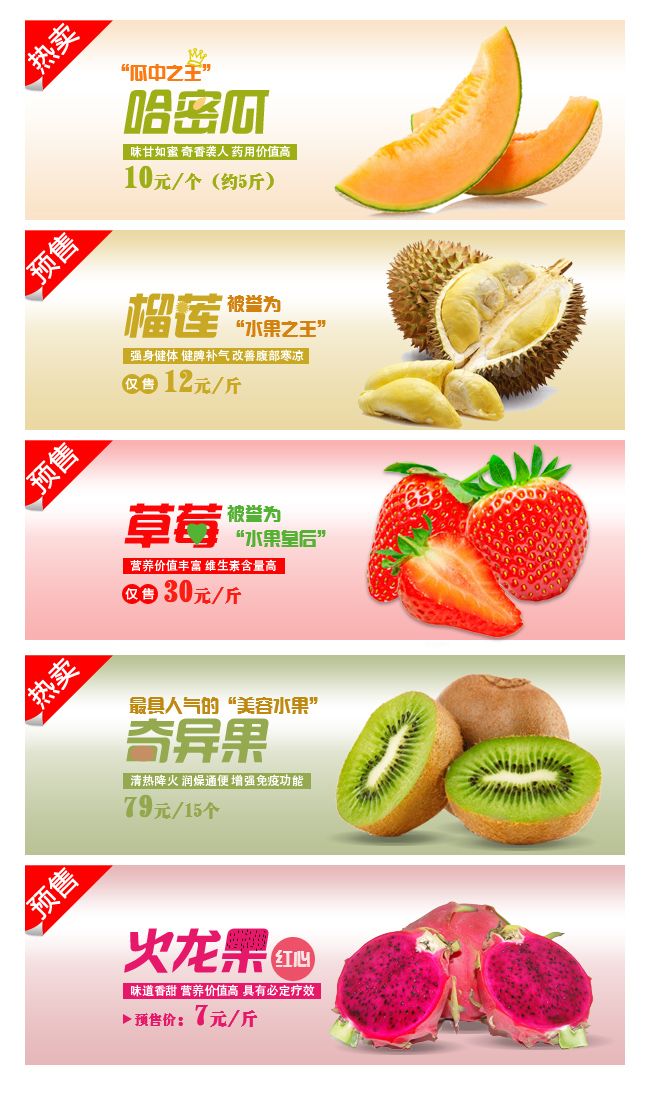 热卖
“瓜中之王”
哈密瓜
味甘如蜜 奇香袭人 药用价值高
10元/个（约5斤）
预售
榴莲 被誉为
“水果之王”
强身健体 健脾补气 改善腹部寒凉
仅售 12元/斤
预售
草莓 被誉为
“水果皇后”
营养价值丰富 维生素含量高
仅售 30元/斤
热卖
最具人气的“美容水果”
奇异果
清热降火 润燥通便 增强免疫功能
79元/15个
预售
火龙果 红心
味道香甜 营养价值高 具有必定疗效
预售价：7元/斤